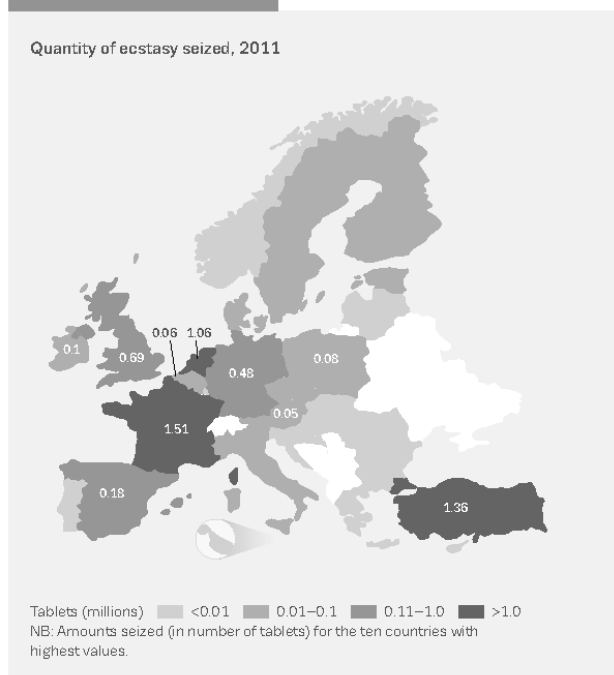 Quantity of ecstasy seized, 2011
0.06 1.06
0.1
0.69
0.48
0.08
0.05
1.51
0.18
1.36
Tablets (millions) <0.01 0.01–0.1 0.11–1.0 >1.0
NB: Amounts seized (in number of tablets) for the ten countries with
highest values.